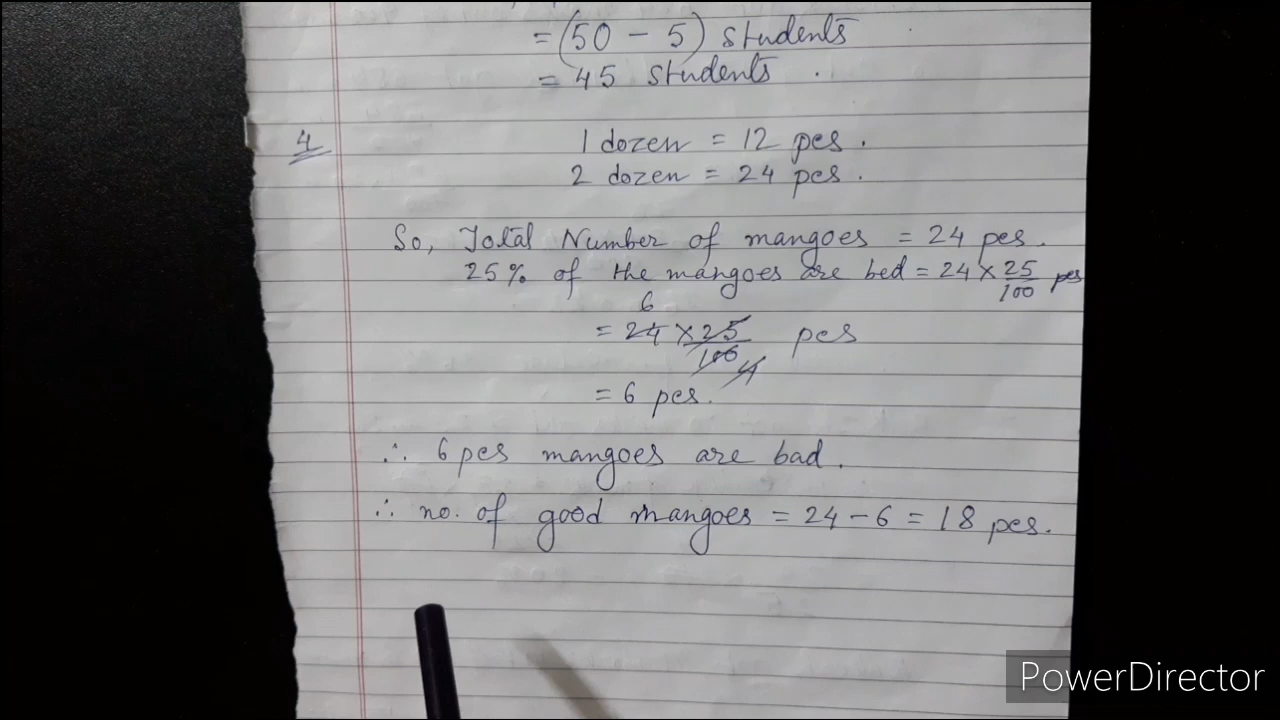 = (50 - 5) students
= 45 students .
4
1 dozen = 12 pcs .
2 dozen = 24 pcs .
So, Total Number of mangoes = 24 pcs.
25% of the mangoes are bed = 24 × 25/100 pcs
6
= 24 × 25/100 pcs
4
= 6 pcs.
∴ 6 pcs mangoes are bad .
∴ no. of good mangoes = 24 - 6 = 18 pcs.
PowerDirector